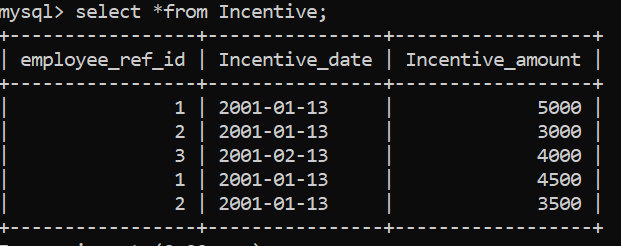 mysql> select *from Incentive;
+-----------------+----------------+------------------+
| employee_ref_id | Incentive_date | Incentive_amount |
+-----------------+----------------+------------------+
|               1 | 2001-01-13     |             5000 |
|               2 | 2001-01-13     |             3000 |
|               3 | 2001-02-13     |             4000 |
|               1 | 2001-01-13     |             4500 |
|               2 | 2001-01-13     |             3500 |
+-----------------+----------------+------------------+